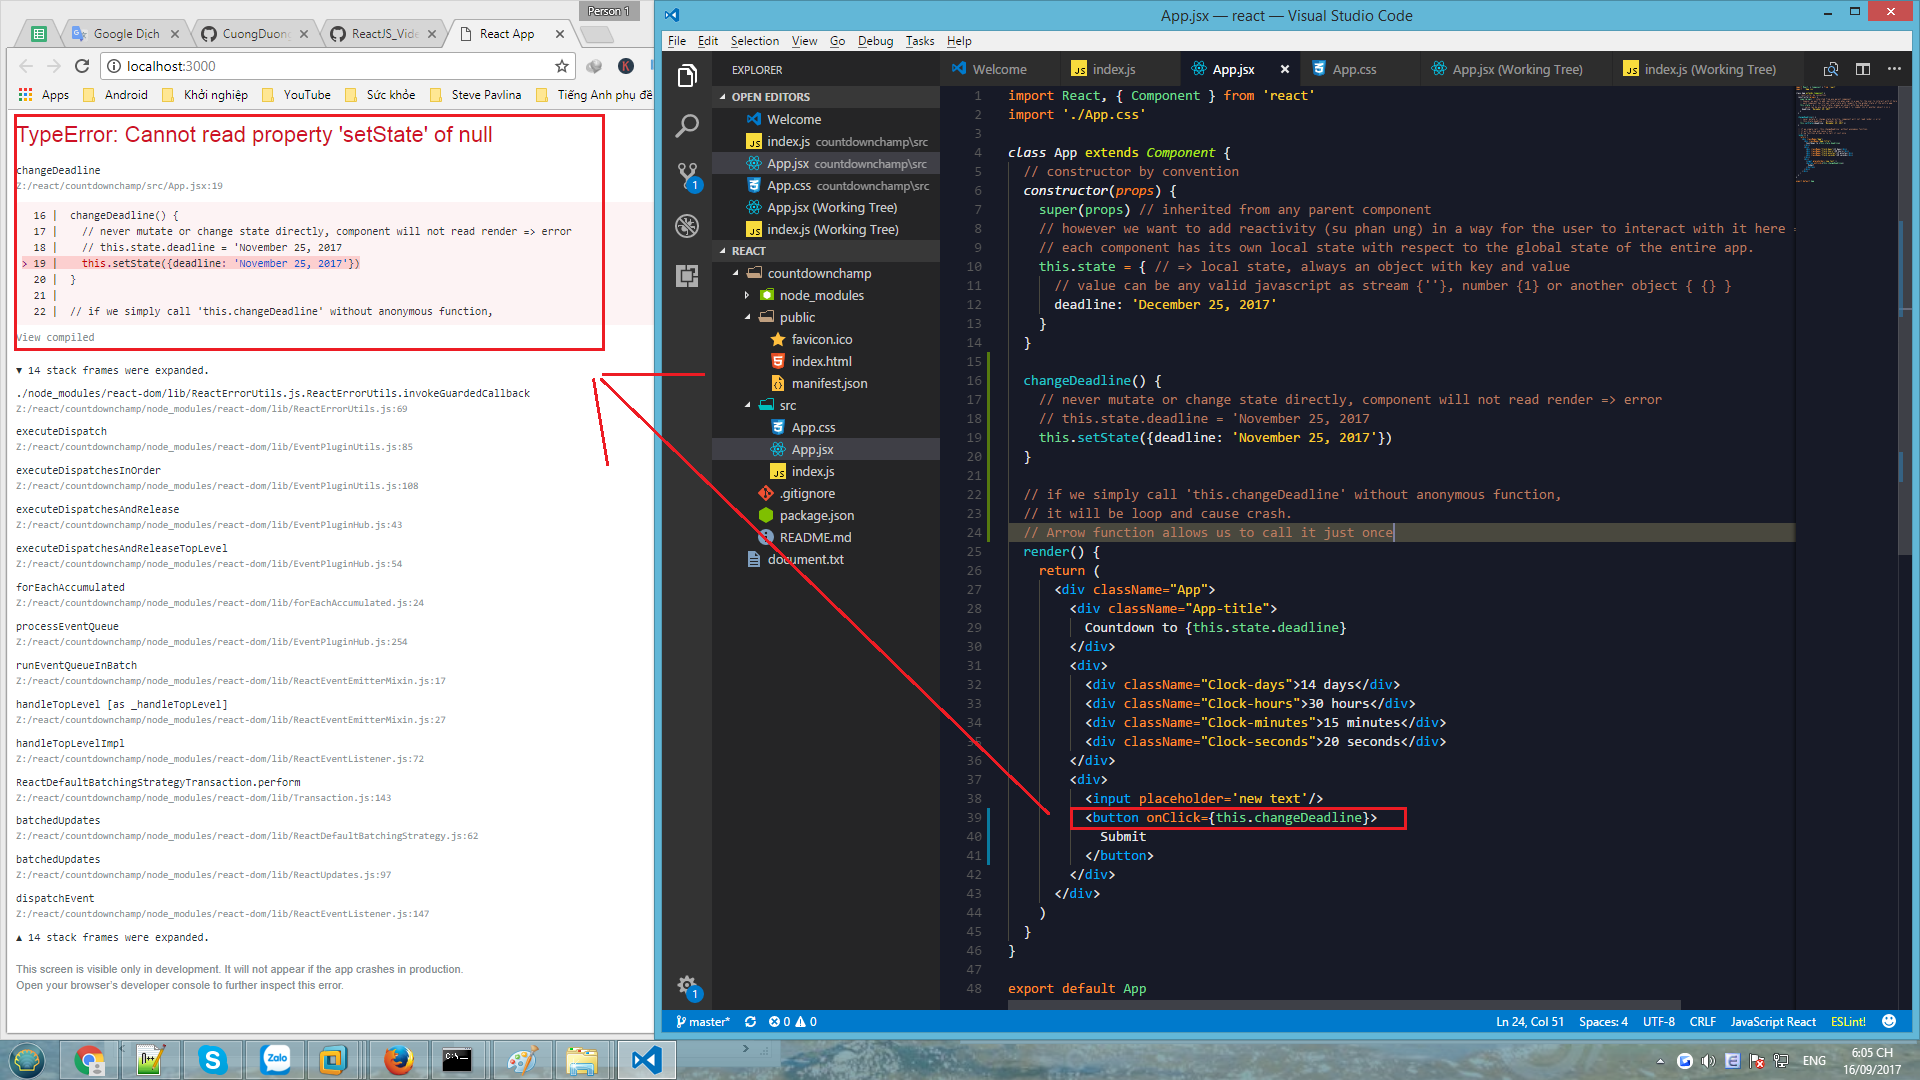 Person 1
Google Dịch
CuongDuong
ReactJS_Vide
React App
localhost:3000
Apps
Android
Khởi nghiệp
YouTube
Sức khỏe
Steve Pavlina
Tiếng Anh phụ đề
TypeError: Cannot read property 'setState' of null
changeDeadline
Z:/react/countdownchamp/src/App.jsx:19
16 | changeDeadline() {
17 | // never mutate or change state directly, component will not read render => error
18 | // this.state.deadline = 'November 25, 2017
> 19 | this.setState({deadline: 'November 25, 2017'})
20 | }
21 |
22 | // if we simply call 'this.changeDeadline' without anonymous function,
View compiled
▼ 14 stack frames were expanded.
./node_modules/react-dom/lib/ReactErrorUtils.js.ReactErrorUtils.invokeGuardedCallback
Z:/react/countdownchamp/node_modules/react-dom/lib/ReactErrorUtils.js:69
executeDispatch
Z:/react/countdownchamp/node_modules/react-dom/lib/EventPluginUtils.js:85
executeDispatchesInOrder
Z:/react/countdownchamp/node_modules/react-dom/lib/EventPluginUtils.js:108
executeDispatchesAndRelease
Z:/react/countdownchamp/node_modules/react-dom/lib/EventPluginHub.js:43
executeDispatchesAndReleaseTopLevel
Z:/react/countdownchamp/node_modules/react-dom/lib/EventPluginHub.js:54
forEachAccumulated
Z:/react/countdownchamp/node_modules/react-dom/lib/forEachAccumulated.js:24
processEventQueue
Z:/react/countdownchamp/node_modules/react-dom/lib/EventPluginHub.js:254
runEventQueueInBatch
Z:/react/countdownchamp/node_modules/react-dom/lib/ReactEventEmitterMixin.js:17
handleTopLevel [as _handleTopLevel]
Z:/react/countdownchamp/node_modules/react-dom/lib/ReactEventEmitterMixin.js:27
handleTopLevelImpl
Z:/react/countdownchamp/node_modules/react-dom/lib/ReactEventListener.js:72
ReactDefaultBatchingStrategyTransaction.perform
Z:/react/countdownchamp/node_modules/react-dom/lib/Transaction.js:143
batchedUpdates
Z:/react/countdownchamp/node_modules/react-dom/lib/ReactDefaultBatchingStrategy.js:62
batchedUpdates
Z:/react/countdownchamp/node_modules/react-dom/lib/ReactUpdates.js:97
dispatchEvent
Z:/react/countdownchamp/node_modules/react-dom/lib/ReactEventListener.js:147
▲ 14 stack frames were expanded.
This screen is visible only in development. It will not appear if the app crashes in production.
Open your browser's developer console to further inspect this error.
App.jsx — react — Visual Studio Code
File Edit Selection View Go Debug Tasks Help
EXPLORER
OPEN EDITORS
Welcome
index.js countdownchamp\src
App.jsx countdownchamp\src
App.css countdownchamp\src
App.jsx (Working Tree)
index.js (Working Tree)
REACT
countdownchamp
node_modules
public
favicon.ico
index.html
manifest.json
src
App.css
App.jsx
index.js
.gitignore
package.json
README.md
document.txt
1
1
Welcome
index.js
App.jsx
App.css
App.jsx (Working Tree)
index.js (Working Tree)
1 import React, { Component } from 'react'
2 import './App.css'
3
4 class App extends Component {
5 // constructor by convention
6 constructor(props) {
7 super(props) // inherited from any parent component
8 // however we want to add reactivity (su phan ung) in a way for the user to interact with it here =
9 // each component has its own local state with respect to the global state of the entire app.
10 this.state = { // => local state, always an object with key and value
11 // value can be any valid javascript as stream {''}, number {1} or another object { {} }
12 deadline: 'December 25, 2017'
13 }
14 }
15
16 changeDeadline() {
17 // never mutate or change state directly, component will not read render => error
18 // this.state.deadline = 'November 25, 2017
19 this.setState({deadline: 'November 25, 2017'})
20 }
21
22 // if we simply call 'this.changeDeadline' without anonymous function,
23 // it will be loop and cause crash.
24 // Arrow function allows us to call it just once
25 render() {
26 return (
27 <div className="App">
28 <div className="App-title">
29 Countdown to {this.state.deadline}
30 </div>
31 <div>
32 <div className="Clock-days">14 days</div>
33 <div className="Clock-hours">30 hours</div>
34 <div className="Clock-minutes">15 minutes</div>
35 <div className="Clock-seconds">20 seconds</div>
36 </div>
37 <div>
38 <input placeholder='new text'/>
39 <button onClick={this.changeDeadline}>
40 Submit
41 </button>
42 </div>
43 </div>
44 )
45 }
46 }
47
48 export default App
master* 0 0
Ln 24, Col 51 Spaces: 4 UTF-8 CRLF JavaScript React ESLint!
Zalo
ENG
6:05 CH
16/09/2017